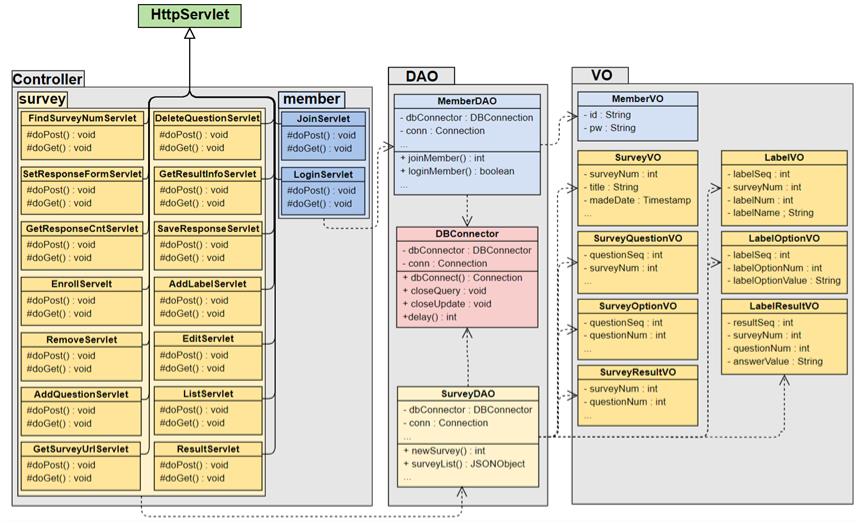 HttpServlet
Controller
survey
FindSurveyNumServlet
#doPost() : void
#doGet() : void
DeleteQuestionServlet
#doPost() : void
#doGet() : void
SetResponseFormServlet
#doPost() : void
#doGet() : void
GetResultInfoServlet
#doPost() : void
#doGet() : void
GetResponseCntServlet
#doPost() : void
#doGet() : void
SaveResponseServlet
#doPost() : void
#doGet() : void
EnrollServelt
#doPost() : void
#doGet() : void
AddLabelServlet
#doPost() : void
#doGet() : void
RemoveServlet
#doPost() : void
#doGet() : void
EditServlet
#doPost() : void
#doGet() : void
AddQuestionServlet
#doPost() : void
#doGet() : void
ListServlet
#doPost() : void
#doGet() : void
GetSurveyUrlServlet
#doPost() : void
#doGet() : void
ResultServlet
#doPost() : void
#doGet() : void
member
JoinServlet
#doPost() : void
#doGet() : void
LoginServlet
#doPost() : void
#doGet() : void
DAO
MemberDAO
- dbConnector : DBConnection
- conn : Connection
...
+ joinMember() : int
+ loginMember() : boolean
...
DBConnector
- dbConnector : DBConnector
- conn : Connection
+ dbConnect() : Connection
+ closeQuery : void
+ closeUpdate : void
+delay() : int
SurveyDAO
- dbConnector : DBConnector
- conn : Connection
...
+ newSurvey() : int
+ surveyList() : JSONObject
...
VO
MemberVO
- id : String
- pw : String
SurveyVO
- surveyNum : int
- title : String
- madeDate : Timestamp
...
LabelVO
- labelSeq : int
- surveyNum : int
- labelNum : int
- labelName ; String
SurveyQuestionVO
- questionSeq : int
- surveyNum : int
...
LabelOptionVO
- labelSeq : int
- labelOptionNum : int
- labelOptionValue : String
SurveyOptionVO
- questionSeq : int
- questionNum : int
...
LabelResultVO
- resultSeq : int
- surveyNum : int
- questionNum : int
- answerValue : String
SurveyResultVO
- surveyNum : int
- questionNum : int
...